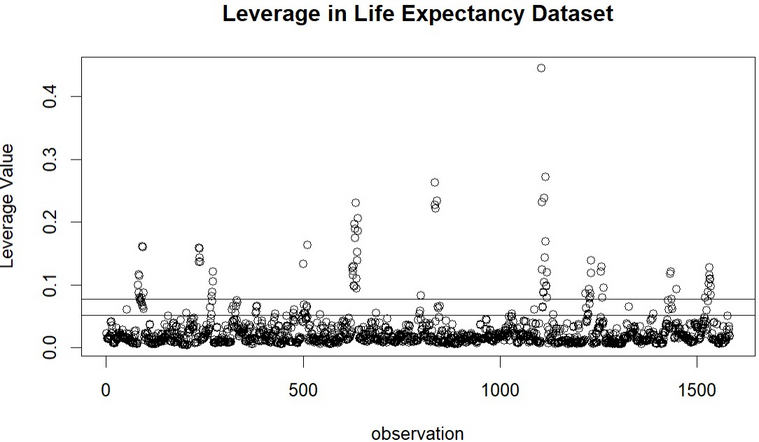 Leverage in Life Expectancy Dataset
Leverage Value
0.4
0.3
0.2
0.1
0.0
0 500 1000 1500
observation